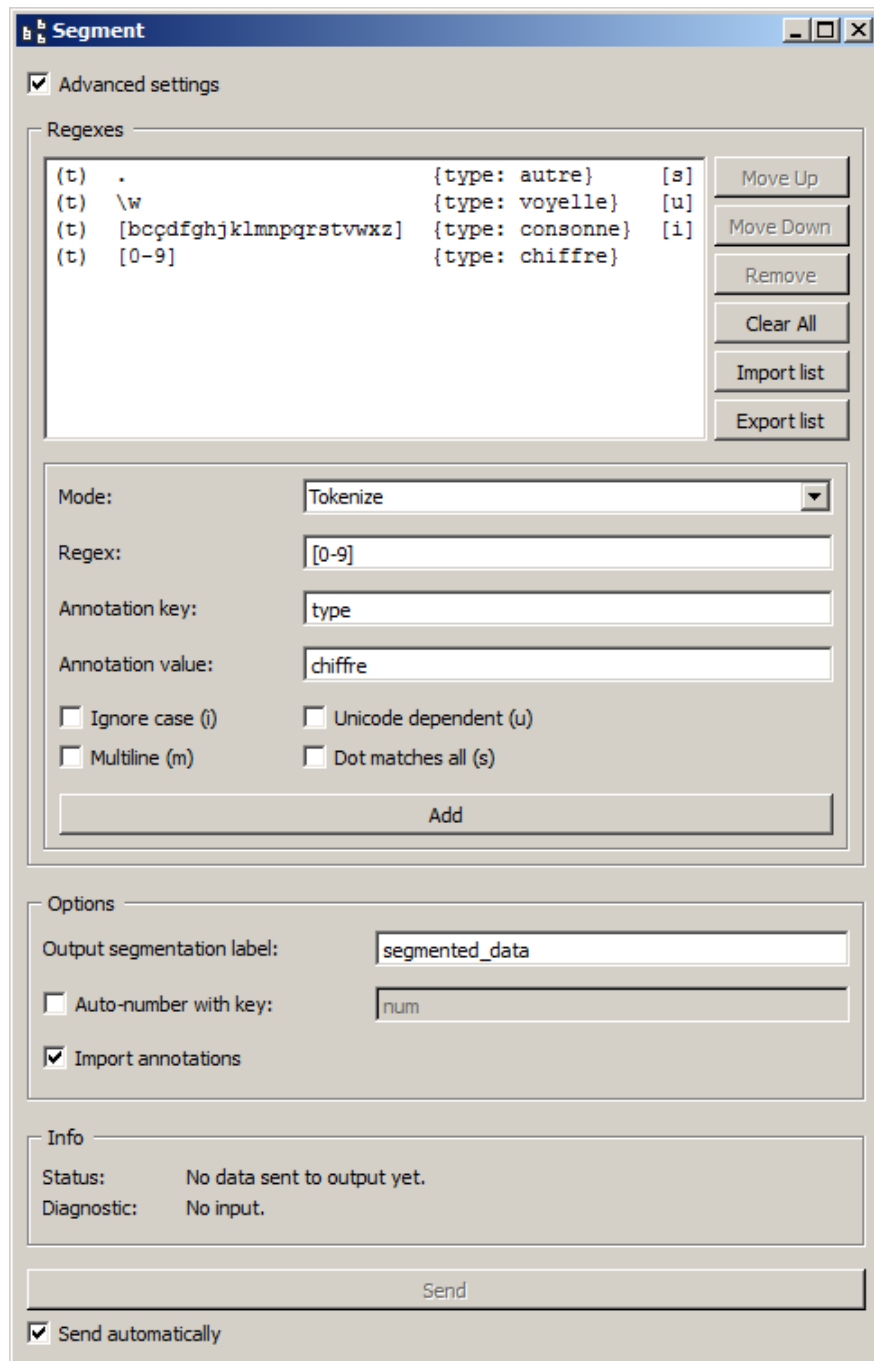 Segment
Advanced settings
Regexes
(t) . {type: autre} [s]
(t) \w {type: voyelle} [u]
(t) [bcçdfghjklmnpqrstvwxz] {type: consonne} [i]
(t) [0-9] {type: chiffre}
Move Up
Move Down
Remove
Clear All
Import list
Export list
Mode: Tokenize
Regex: [0-9]
Annotation key: type
Annotation value: chiffre
Ignore case (i) Unicode dependent (u)
Multiline (m) Dot matches all (s)
Add
Options
Output segmentation label: segmented_data
Auto-number with key: num
Import annotations
Info
Status: No data sent to output yet.
Diagnostic: No input.
Send
Send automatically